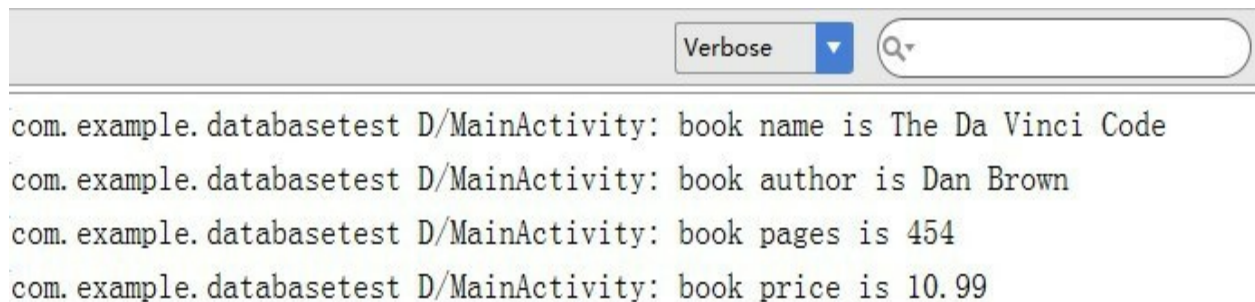 Verbose
com.example.databasetest D/MainActivity: book name is The Da Vinci Code
com.example.databasetest D/MainActivity: book author is Dan Brown
com.example.databasetest D/MainActivity: book pages is 454
com.example.databasetest D/MainActivity: book price is 10.99